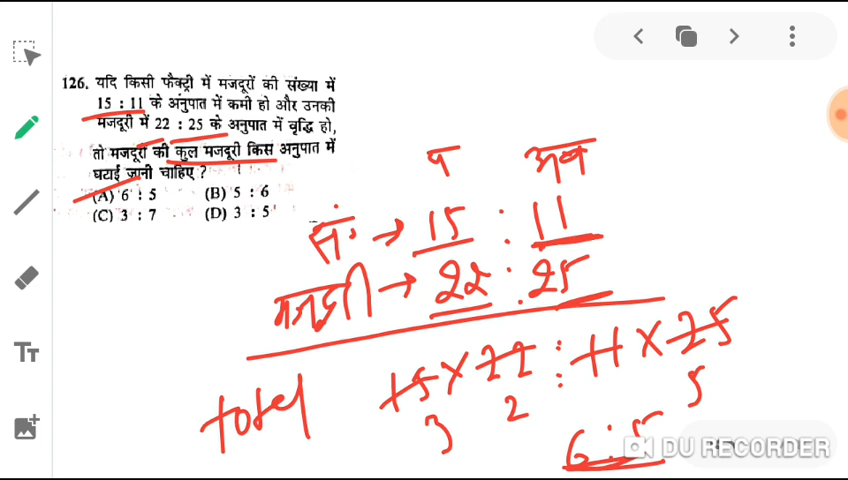 126. यदि किसी फैक्ट्री में मजदूरों की संख्या में
15 : 11 के अनुपात में कमी हो और उनकी
मजदूरी में 22 : 25 के अनुपात में वृद्धि हो,
तो मजदूरों की कुल मजदूरी किस अनुपात में
घटाई जानी चाहिए ?
(A) 6 : 5 (B) 5 : 6
(C) 3 : 7 (D) 3 : 5
प अब
सं. → 15 : 11
मजदूरी → 22 : 25
total 15 × 22 : 11 × 25
3 2 5
6 : 5
DU RECORDER
Tт